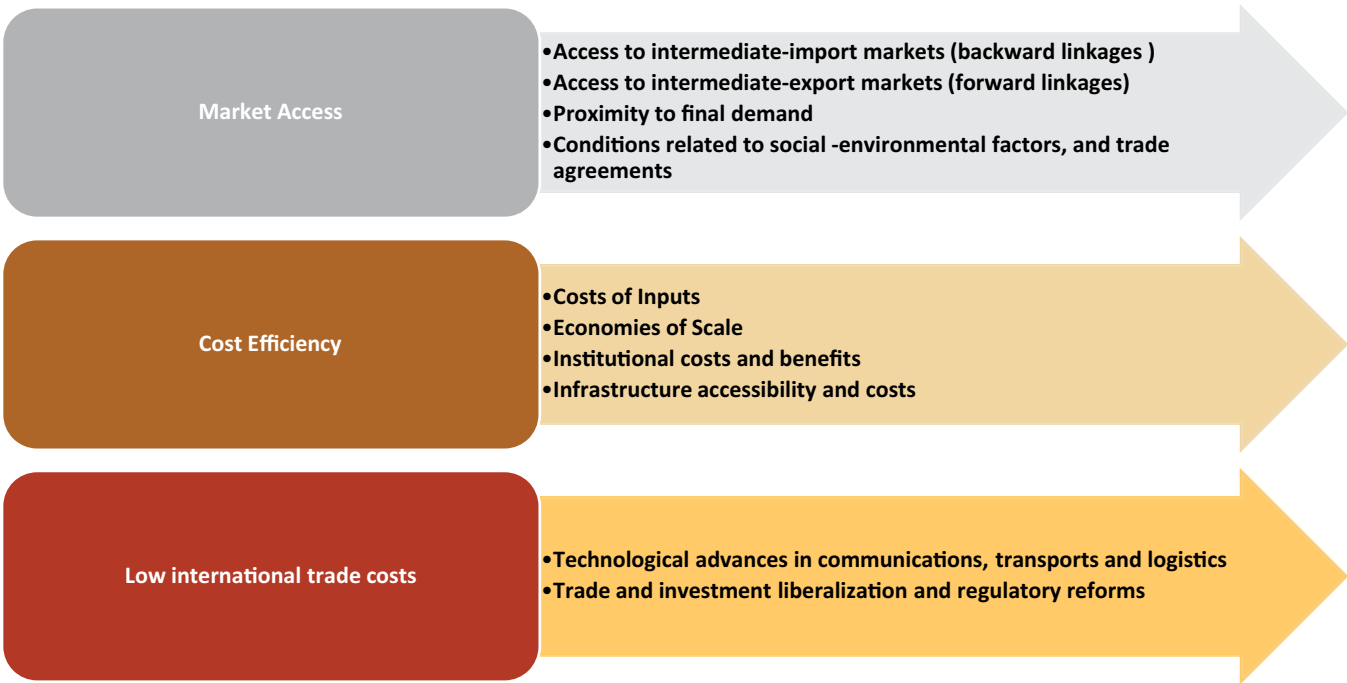 Market Access
•Access to intermediate-import markets (backward linkages )
•Access to intermediate-export markets (forward linkages)
•Proximity to final demand
•Conditions related to social -environmental factors, and trade
agreements
Cost Efficiency
•Costs of Inputs
•Economies of Scale
•Institutional costs and benefits
•Infrastructure accessibility and costs
Low international trade costs
•Technological advances in communications, transports and logistics
•Trade and investment liberalization and regulatory reforms